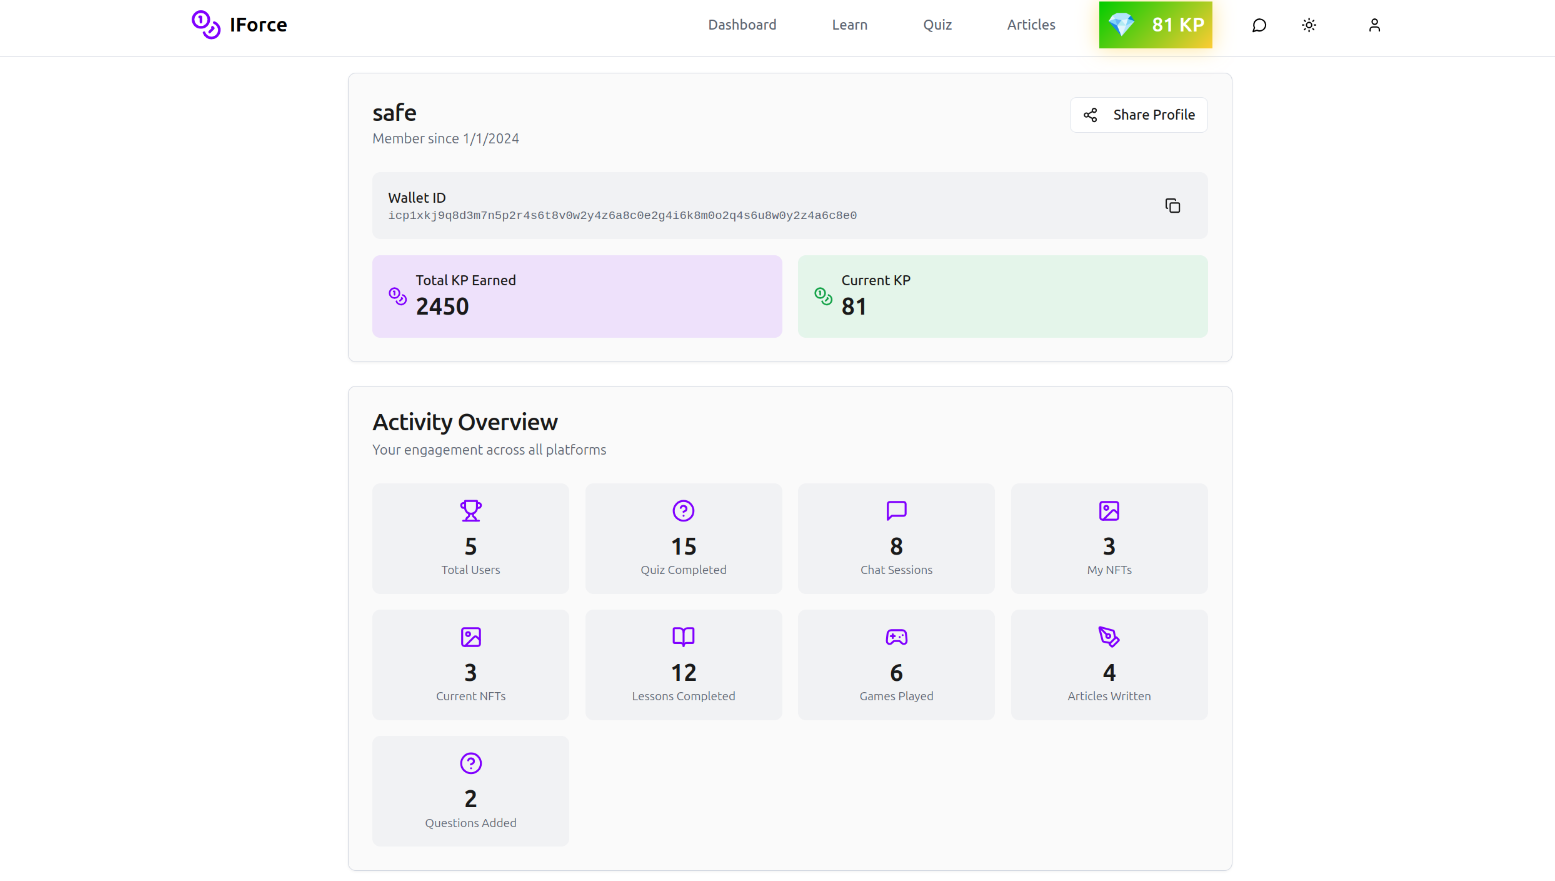 IForce
Dashboard
Learn
Quiz
Articles
81 KP
safe
Member since 1/1/2024
Share Profile
Wallet ID
icp1xkj9q8d3m7n5p2r4s6t8v0w2y4z6a8c0e2g4i6k8m0o2q4s6u8w0y2z4a6c8e0
Total KP Earned
2450
Current KP
81
Activity Overview
Your engagement across all platforms
5
Total Users
15
Quiz Completed
8
Chat Sessions
3
My NFTs
3
Current NFTs
12
Lessons Completed
6
Games Played
4
Articles Written
2
Questions Added